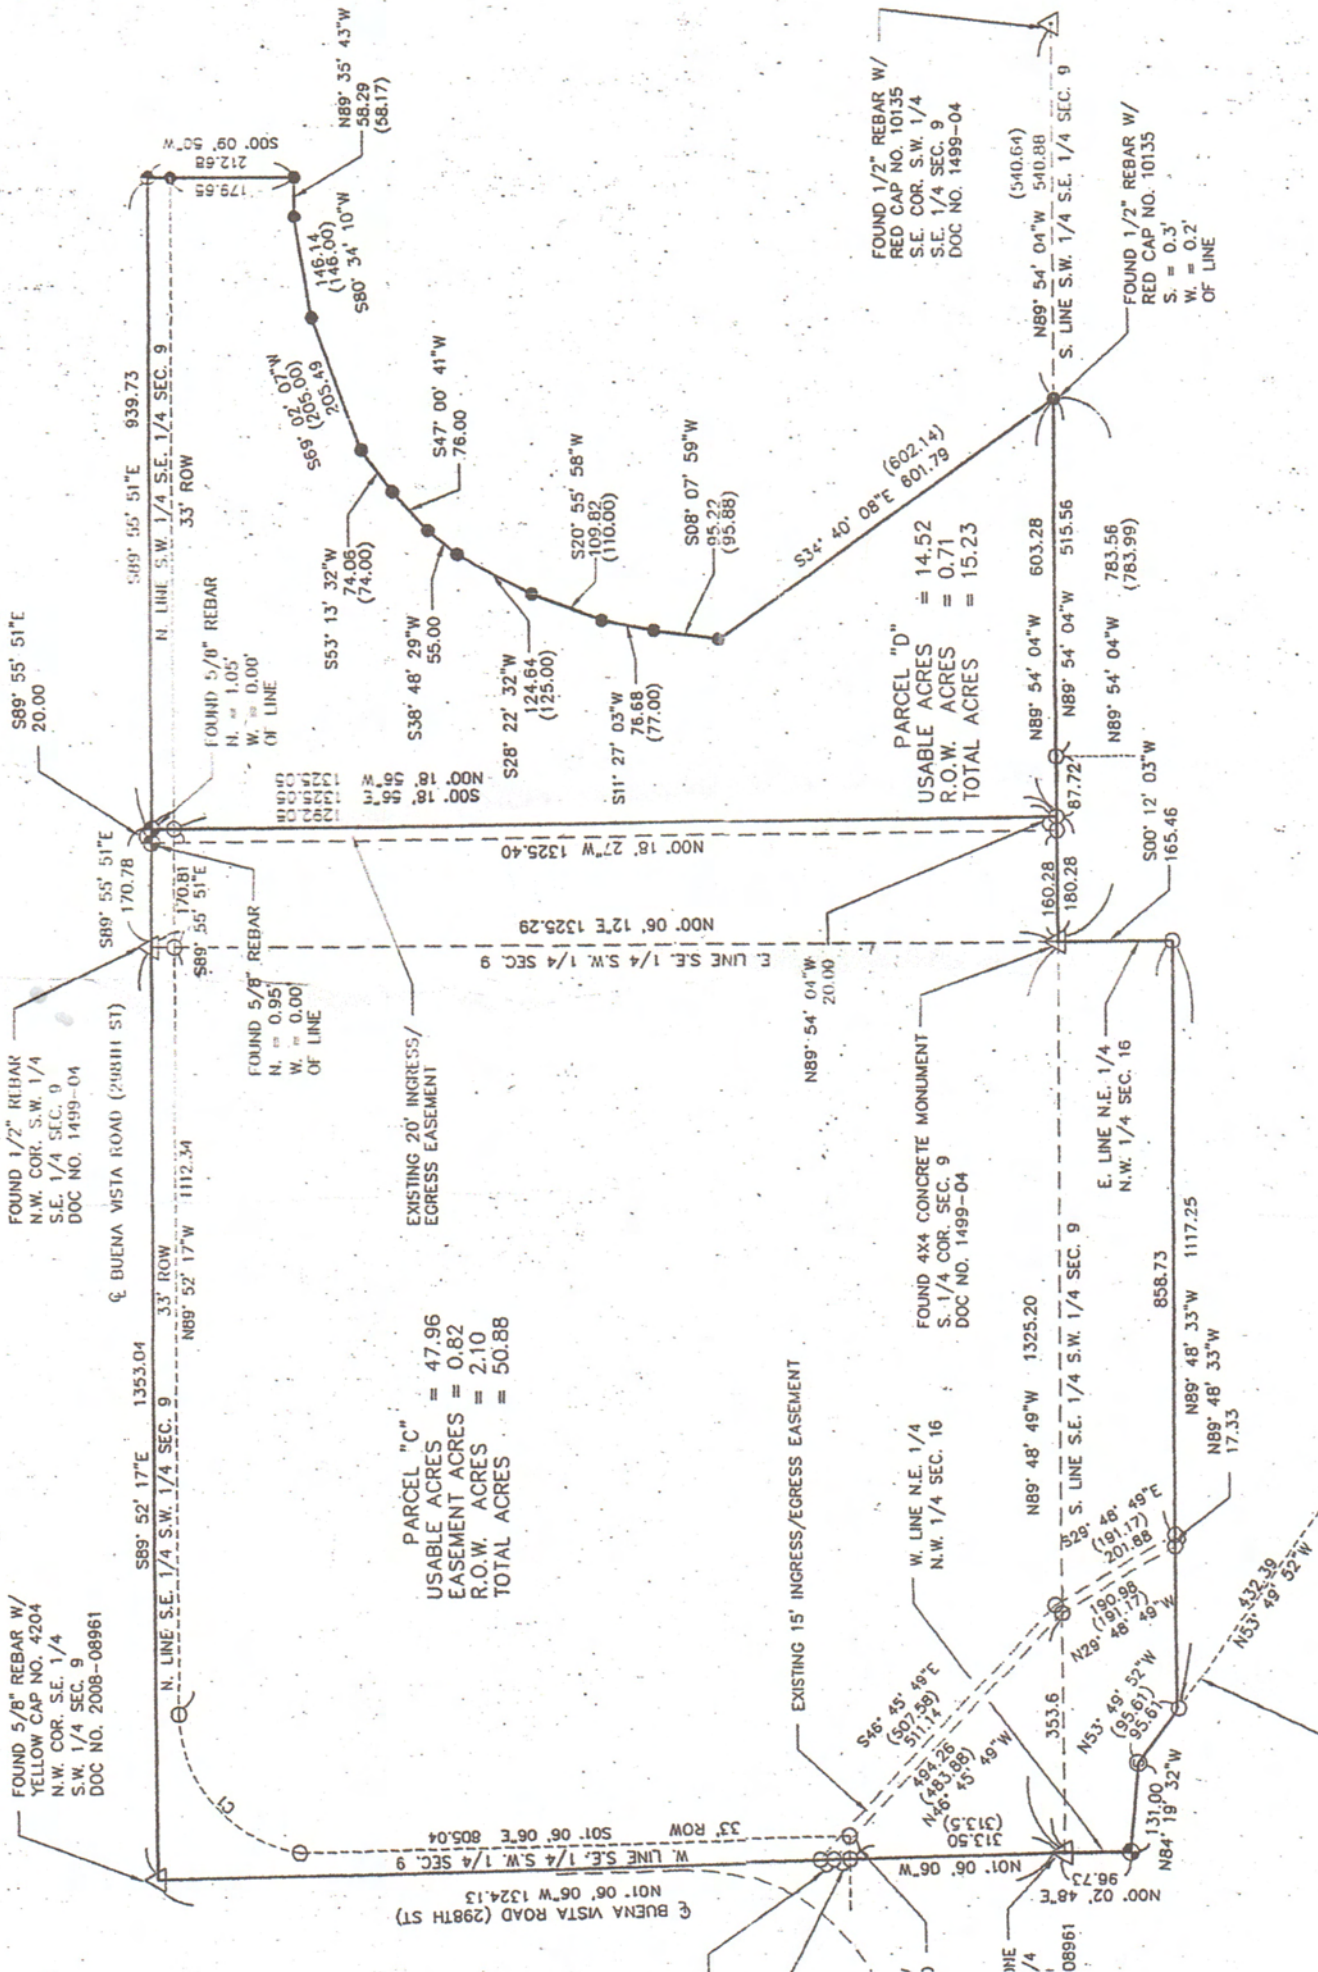 FOUND 5/8" REBAR W/
YELLOW CAP NO. 4204
N.W. COR. S.E. 1/4
S.W. 1/4 SEC. 9
DOC NO. 2008-08961
S89° 52' 17"E 1353.04
N. LINE S.E. 1/4 S.W. 1/4 SEC. 9
33' ROW
N89° 52' 17"W 1112.34
℄ BUENA VISTA ROAD (298TH ST)
FOUND 1/2" REBAR
N.W. COR. S.W. 1/4
S.E. 1/4 SEC. 9
DOC NO. 1499-04
S89° 55' 51"E
170.78
170.81
S89° 55' 51"E
S89° 55' 51"E
20.00
FOUND 5/8" REBAR
N. = 0.95'
W. = 0.00'
OF LINE
FOUND 5/8" REBAR
N. = 1.05'
W. = 0.00'
OF LINE
S89° 55' 51"E 939.73
N. LINE S.W. 1/4 S.E. 1/4 SEC. 9
33' ROW
S00° 09' 50"W
212.68
179.65
N89° 35' 43"W
58.29
(58.17)
146.14
(146.00)
S80° 34' 10"W
S69° 02' 07"W
(205.00)
205.49
S53° 13' 32"W
74.06
(74.00)
S47° 00' 41"W
76.00
S38° 48' 29"W
55.00
S28° 22' 32"W
124.64
(125.00)
S20° 55' 58"W
109.82
(110.00)
S11° 27' 03"W
76.68
(77.00)
S08° 07' 59"W
95.22
(95.88)
S34° 40' 08"E 601.79
(602.14)
N00° 18' 56"W 1325.05
S00° 18' 56"E
1292.05
N00° 18' 27"W 1325.40
N00° 06' 12"E 1325.29
E. LINE S.E. 1/4 S.W. 1/4 SEC. 9
EXISTING 20' INGRESS/
EGRESS EASEMENT
PARCEL "C"
USABLE ACRES = 47.96
EASEMENT ACRES = 0.82
R.O.W. ACRES = 2.10
TOTAL ACRES = 50.88
PARCEL "D"
USABLE ACRES = 14.52
R.O.W. ACRES = 0.71
TOTAL ACRES = 15.23
FOUND 1/2" REBAR W/
RED CAP NO. 10135
S.E. COR. S.W. 1/4
S.E. 1/4 SEC. 9
DOC NO. 1499-04
(540.64)
N89° 54' 04"W 540.88
S. LINE S.W. 1/4 S.E. 1/4 SEC. 9
FOUND 1/2" REBAR W/
RED CAP NO. 10135
S. = 0.3'
W. = 0.2'
OF LINE
N89° 54' 04"W 603.28
N89° 54' 04"W 515.56
N89° 54' 04"W 783.56
(783.99)
87.72
160.28
180.28
N89° 54' 04"W
20.00
S00° 12' 03"W
165.46
E. LINE N.E. 1/4
N.W. 1/4 SEC. 16
FOUND 4X4 CONCRETE MONUMENT
S. 1/4 COR. SEC. 9
DOC NO. 1499-04
N89° 48' 49"W 1325.20
S. LINE S.E. 1/4 S.W. 1/4 SEC. 9
858.73
N89° 48' 33"W 1117.25
N89° 48' 33"W
17.33
S29° 48' 49"E
(191.17)
201.88
190.98
(191.17)
N29° 48' 49"W
353.6
EXISTING 15' INGRESS/EGRESS EASEMENT
W. LINE N.E. 1/4
N.W. 1/4 SEC. 16
S46° 45' 49"E
(507.58)
511.14
494.26
(483.88)
N46° 45' 49"W
N53° 49' 52"W
(95.61)
95.61
432.39
N53° 49' 52"W
131.00
N84° 19' 32"W
N00° 02' 48"E
96.73
N01° 06' 06"W
313.50
(313.5)
C1
33' ROW S01° 06' 06"E 805.04
W. LINE S.E. 1/4 S.W. 1/4 SEC. 9
N01° 06' 06"W 1324.13
℄ BUENA VISTA ROAD (298TH ST)
08961